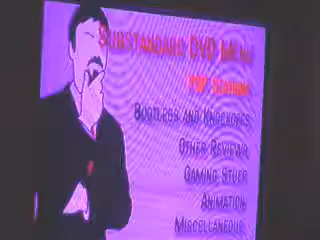 Substandard DVD Menu
Bootlegs and Knockoffs
Other Reviews
Gaming Stuff
Animation
Miscellaneous